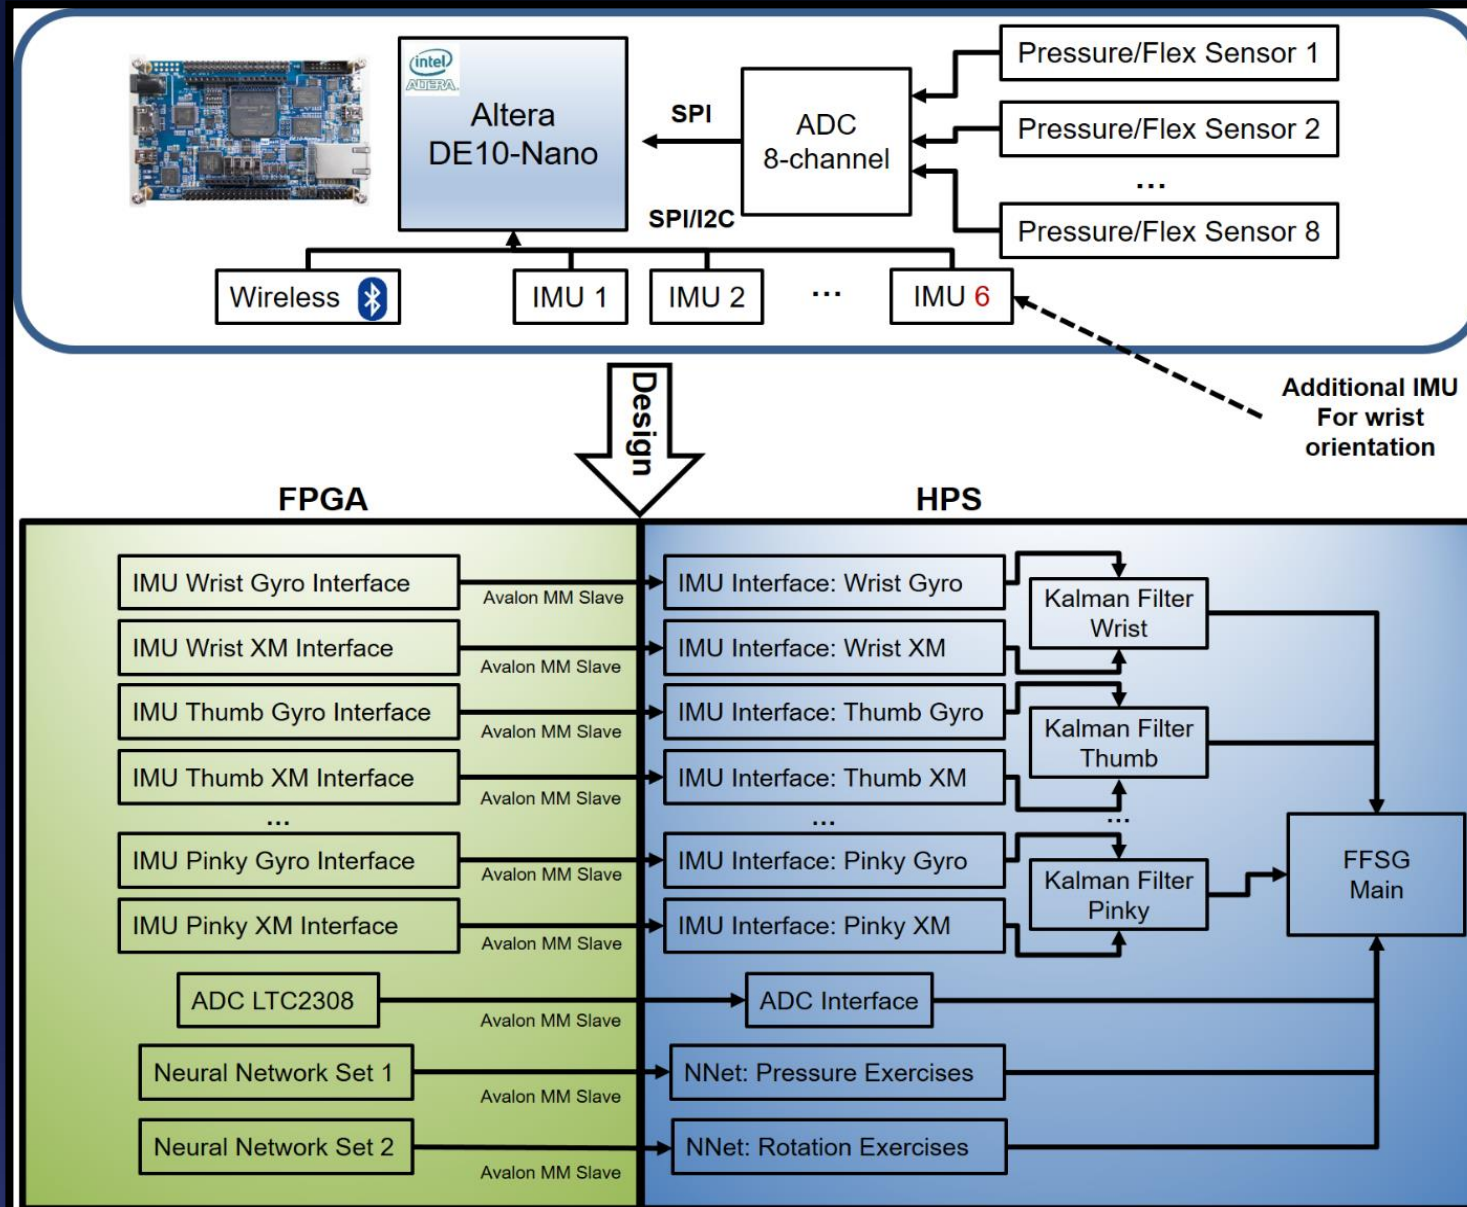 intel
ALTERA
Altera
DE10-Nano
SPI
ADC
8-channel
Pressure/Flex Sensor 1
Pressure/Flex Sensor 2
...
Pressure/Flex Sensor 8
SPI/I2C
Wireless
IMU 1
IMU 2
...
IMU 6
Design
Additional IMU
For wrist
orientation
FPGA
HPS
IMU Wrist Gyro Interface
Avalon MM Slave
IMU Interface: Wrist Gyro
Kalman Filter
Wrist
IMU Wrist XM Interface
Avalon MM Slave
IMU Interface: Wrist XM
IMU Thumb Gyro Interface
Avalon MM Slave
IMU Interface: Thumb Gyro
Kalman Filter
Thumb
IMU Thumb XM Interface
Avalon MM Slave
IMU Interface: Thumb XM
...
...
...
IMU Pinky Gyro Interface
Avalon MM Slave
IMU Interface: Pinky Gyro
Kalman Filter
Pinky
FFSG
Main
IMU Pinky XM Interface
Avalon MM Slave
IMU Interface: Pinky XM
ADC LTC2308
Avalon MM Slave
ADC Interface
Neural Network Set 1
Avalon MM Slave
NNet: Pressure Exercises
Neural Network Set 2
Avalon MM Slave
NNet: Rotation Exercises